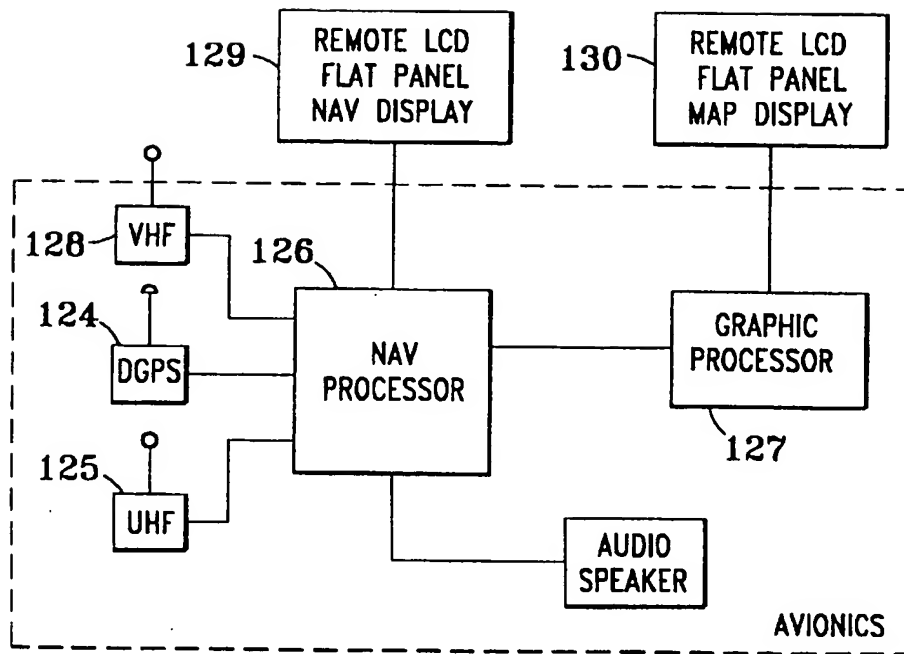 129
REMOTE LCD
FLAT PANEL
NAV DISPLAY
130
REMOTE LCD
FLAT PANEL
MAP DISPLAY
128
VHF
126
124
DGPS
NAV
PROCESSOR
GRAPHIC
PROCESSOR
127
125
UHF
AUDIO
SPEAKER
AVIONICS